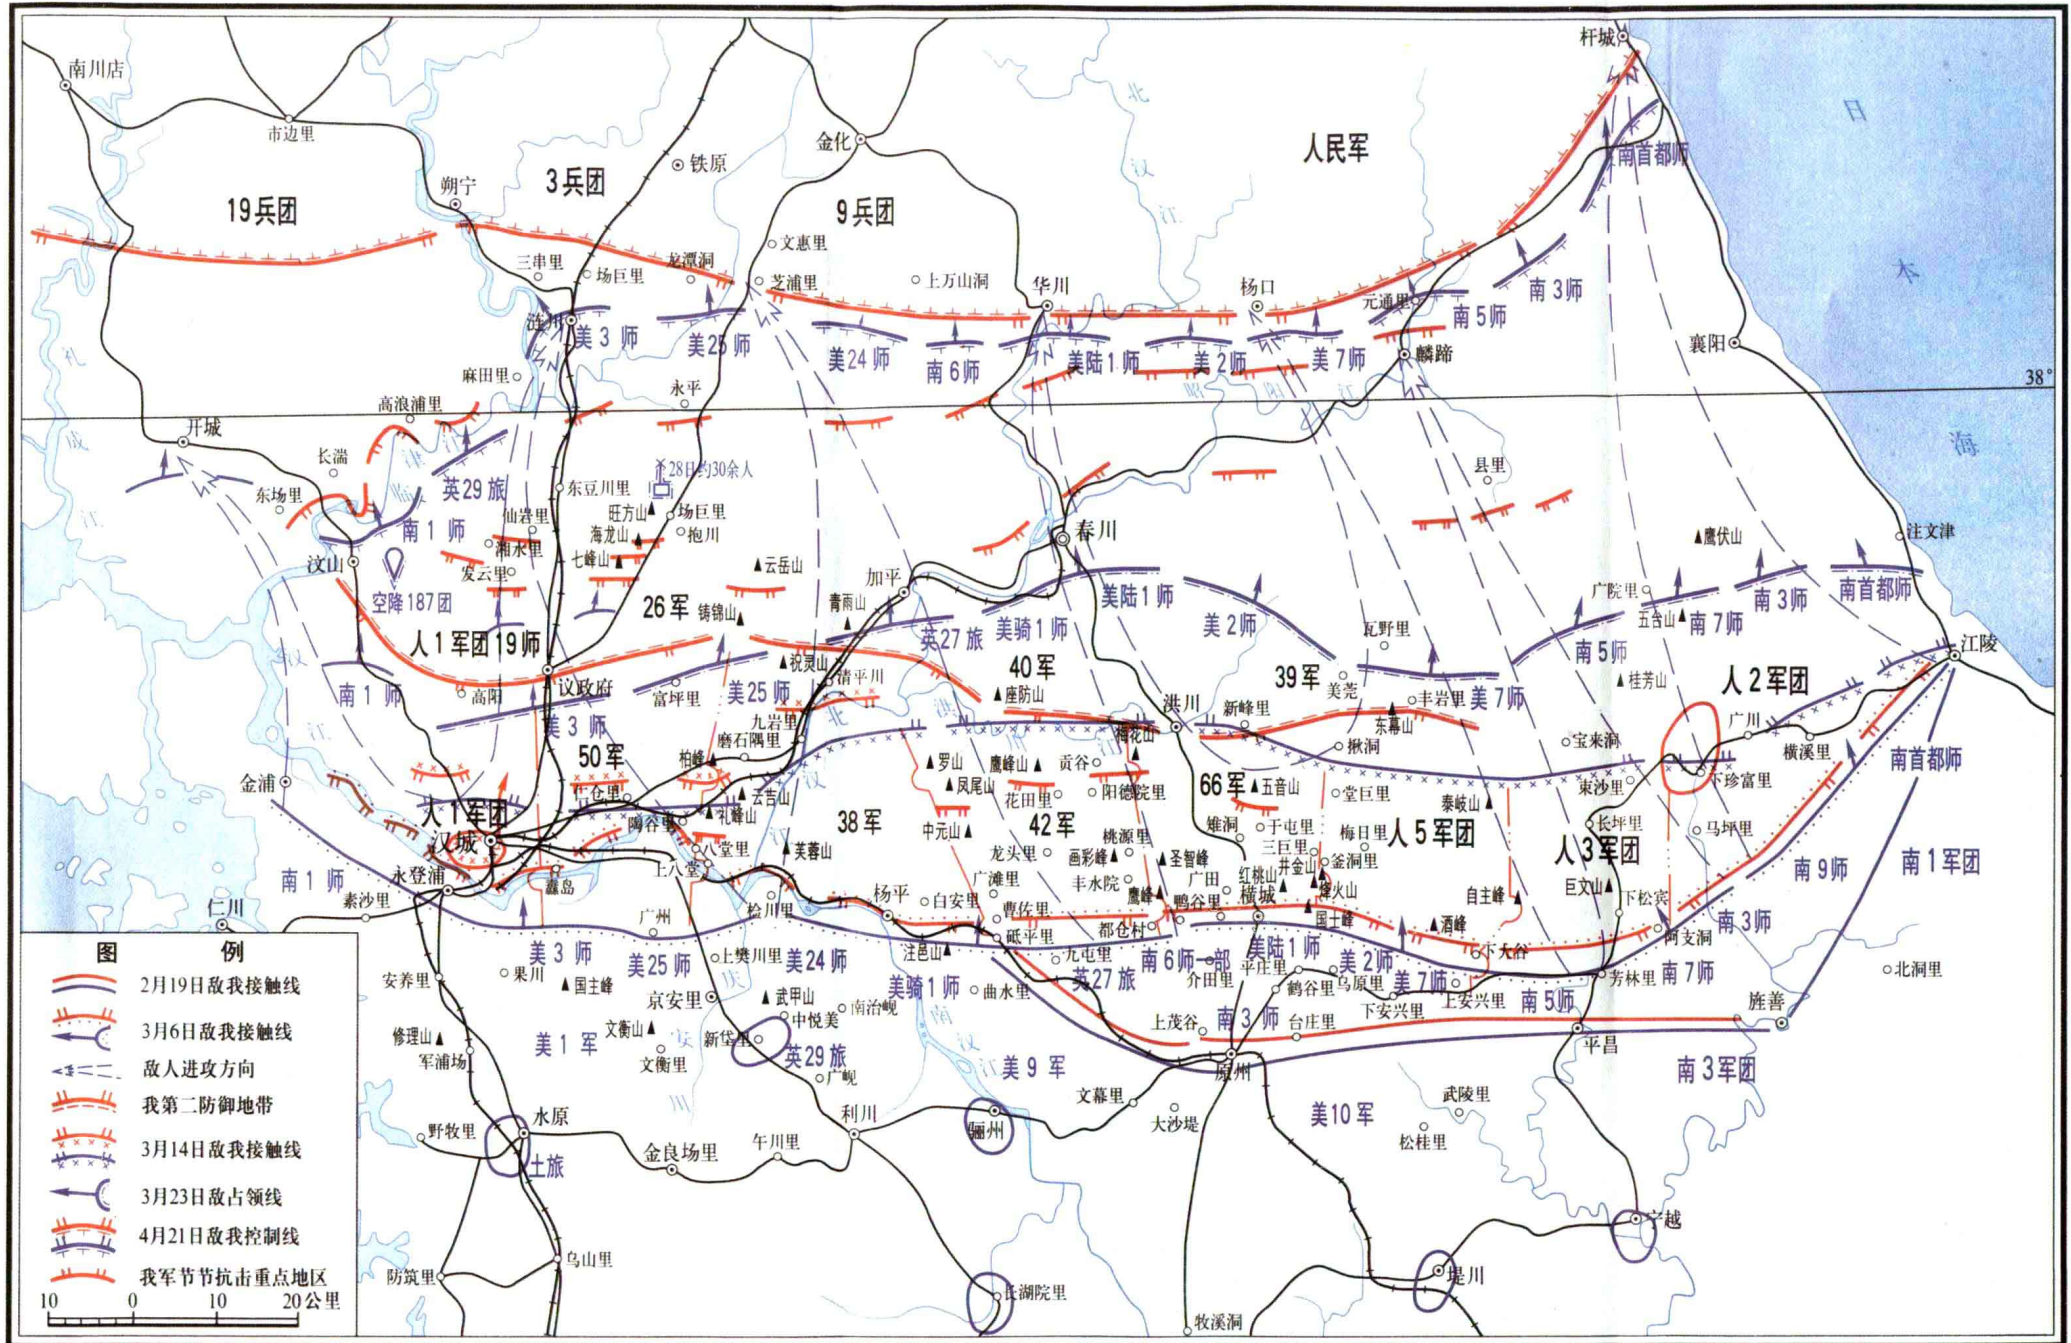 杆城
南川店
市边里
金化
铁原
北
汉
江
人民军
南首都师
日
本
海
朔宁
3兵团
19兵团
9兵团
文惠里
三串里
场巨里
龙潭洞
芝浦里
上万山洞
华川
杨口
元通里
南3师
涟川
美3师
美25师
美24师
南6师
美陆1师
美2师
美7师
南5师
麟蹄
襄阳
38°
礼
成
江
麻田里
永平
昭
阳
江
高浪浦里
开城
长湍
临
津
江
东场里
英29旅
28日约30余人
县里
南1师
仙岩里
东豆川里
旺方山
场巨里
海龙山
抱川
湘水里
七峰山
发云里
汶山
空降187团
云岳山
加平
春川
鹰伏山
注文津
26军
铸锦山
青雨山
英27旅
美骑1师
美陆1师
美2师
瓦野里
广院里
五台山
南7师
南3师
南首都师
南5师
江陵
人1军团19师
议政府
祝灵山
清平川
40军
座防山
39军
美莞
丰岩里
美7师
桂芳山
人2军团
汉
江
南1师
高阳
富坪里
美25师
美3师
九岩里
磨石隅里
北
汉
江
洪
川
江
洪川
梅花山
新峰里
东幕山
揪洞
宝来洞
广川
横溪里
50军
柏峰
罗山
鹰峰山
贡谷
凤尾山
花田里
阳德院里
66军
五音山
堂巨里
泰岐山
束沙里
下珍富里
南首都师
金浦
人1军团
汉城
云吉山
礼峰山
陶谷里
38军
中元山
42军
桃源里
雉洞
于屯里
三巨里
梅日里
人5军团
长坪里
马坪里
人3军团
南9师
南1军团
八堂里
上八堂
芙蓉山
龙头里
画彩峰
圣智峰
井金山
釜洞里
永登浦
纛岛
南1师
仁川
素沙里
广州
桧川里
杨平
白安里
广滩里
丰水院
鹰峰
广田
红桃山
烽火山
自主峰
巨文山
下松宾
曹佐里
鸭谷里
横城
国士峰
酒峰
都仓村
砥平里
注邑山
阿支洞
南3师
美3师
美25师
上樊川里
美24师
九屯里
南6师一部
美陆1师
美2师
下大谷
安养里
果川
国主峰
京安里
武甲山
中悦美
南治岘
美骑1师
曲水里
英27旅
介田里
平庄里
鹤谷里
乌原里
美7师
上安兴里
下安兴里
南5师
芳林里
南7师
旌善
北洞里
修理山
军浦场
美1军
文衡山
文衡里
庆
安
川
新岱里
英29旅
广岘
南
汉
江
美9军
上茂谷
南3师
台庄里
原州
平昌
南3军团
水原
土旅
野牧里
金良场里
午川里
利川
骊州
文幕里
大沙堤
美10军
武陵里
松桂里
宁越
堤川
防筑里
乌山里
长湖院里
牧溪洞
图例
2月19日敌我接触线
3月6日敌我接触线
敌人进攻方向
我第二防御地带
3月14日敌我接触线
3月23日敌占领线
4月21日敌我控制线
我军节节抗击重点地区
10 0 10 20公里